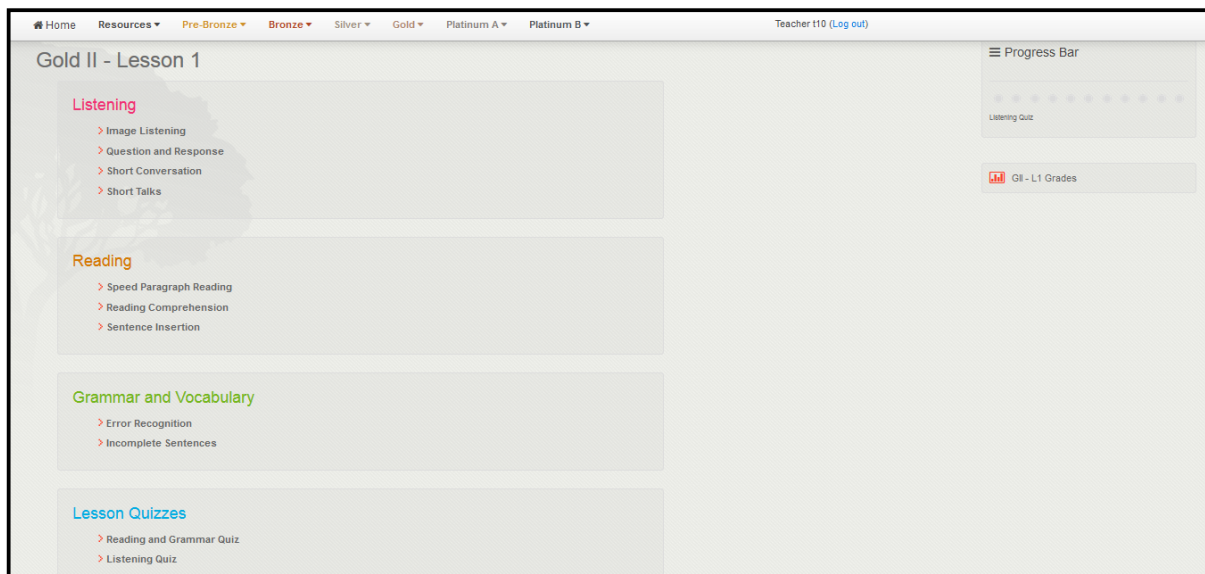 Home Resources Pre-Bronze Bronze Silver Gold Platinum A Platinum B Teacher t10 (Log out)
Gold II - Lesson 1
Listening
Image Listening
Question and Response
Short Conversation
Short Talks
Reading
Speed Paragraph Reading
Reading Comprehension
Sentence Insertion
Grammar and Vocabulary
Error Recognition
Incomplete Sentences
Lesson Quizzes
Reading and Grammar Quiz
Listening Quiz
Progress Bar
Listening Quiz
GII - L1 Grades